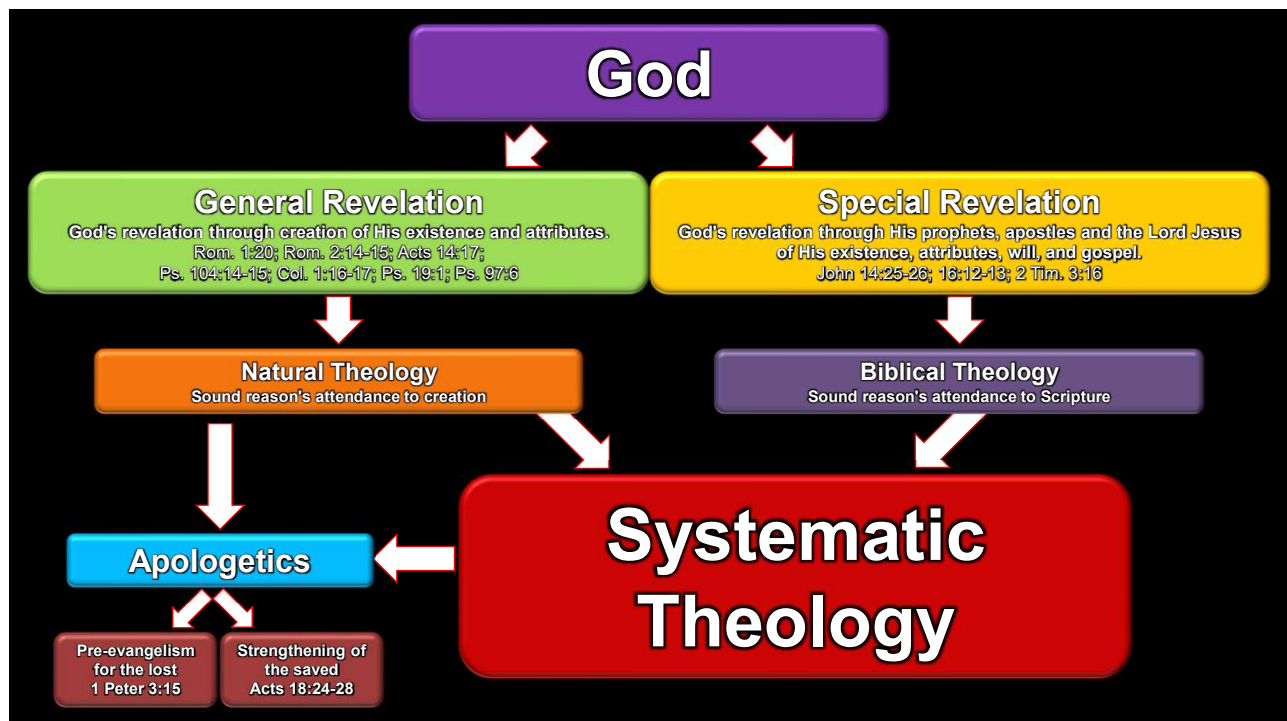 God
General Revelation
God's revelation through creation of His existence and attributes.
Rom. 1:20; Rom. 2:14-15; Acts 14:17;
Ps. 104:14-15; Col. 1:16-17; Ps. 19:1; Ps. 97:6
Special Revelation
God's revelation through His prophets, apostles and the Lord Jesus
of His existence, attributes, will, and gospel.
John 14:25-26; 16:12-13; 2 Tim. 3:16
Natural Theology
Sound reason's attendance to creation
Biblical Theology
Sound reason's attendance to Scripture
Systematic
Theology
Apologetics
Pre-evangelism
for the lost
1 Peter 3:15
Strengthening of
the saved
Acts 18:24-28